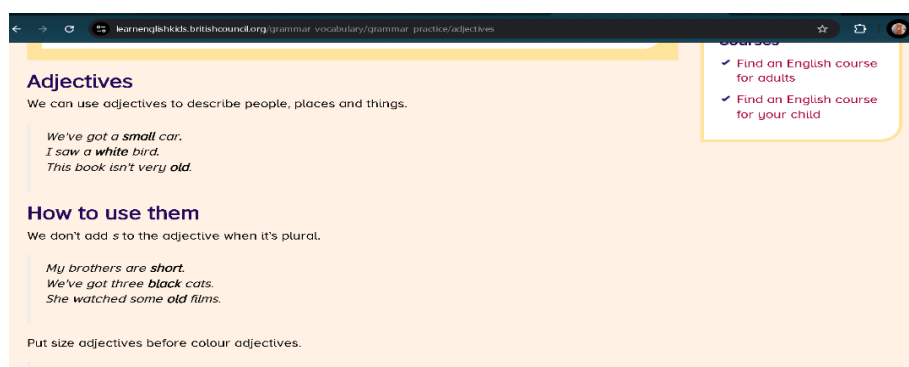 learnenglishkids.britishcouncil.org/grammar vocabulary/grammar practice/adjectives
Courses
Find an English course
for adults
Find an English course
for your child
Adjectives
We can use adjectives to describe people, places and things.
We've got a small car.
I saw a white bird.
This book isn't very old.
How to use them
We don't add s to the adjective when it's plural.
My brothers are short.
We've got three black cats.
She watched some old films.
Put size adjectives before colour adjectives.